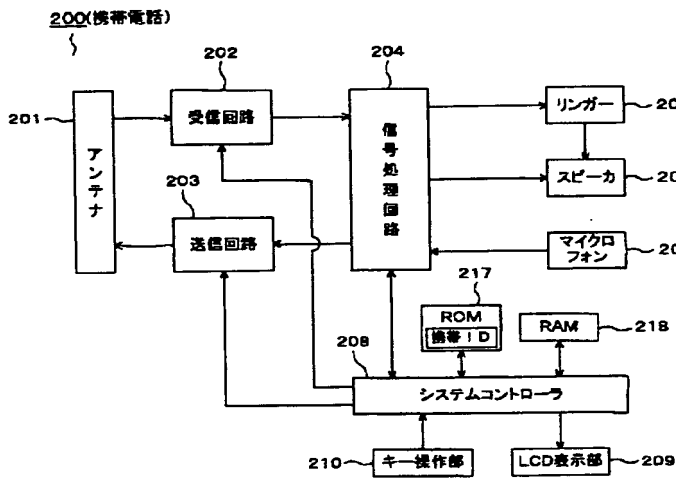 200(携帯電話)
202
204
201
受信回路
リンガー
20
アンテナ
信号処理回路
203
スピーカ
20
送信回路
マイクロ
フォン
20
217
ROM
携帯ID
RAM
218
208
システムコントローラ
210
キー操作部
LCD表示部
209